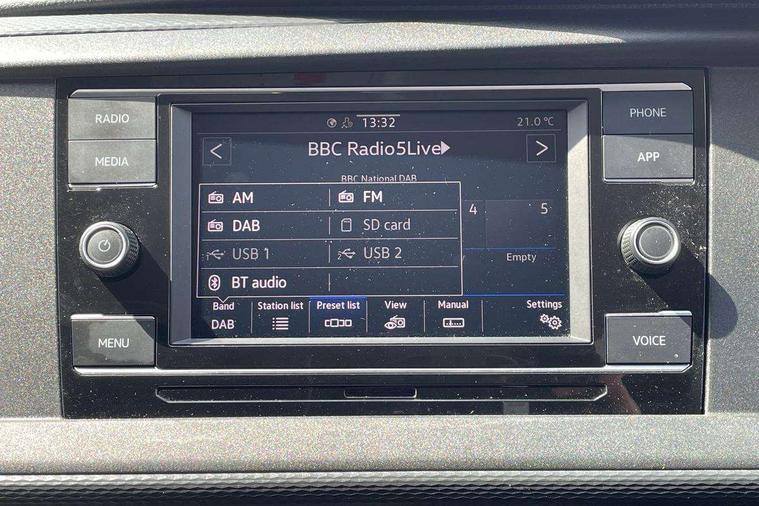 RADIO
MEDIA
MENU
PHONE
APP
VOICE
13:32
21.0 °C
BBC Radio5Live
BBC National DAB
AM
FM
DAB
SD card
USB 1
USB 2
BT audio
4
5
Empty
Band
DAB
Station list
Preset list
View
Manual
Settings